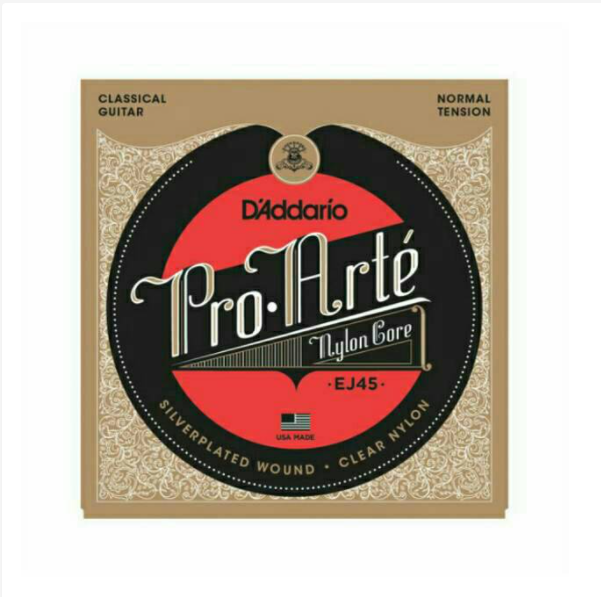 CLASSICAL
GUITAR
NORMAL
TENSION
D'Addario
Pro·Arté
Nylon Core
·EJ45·
USA MADE
SILVERPLATED WOUND • CLEAR NYLON